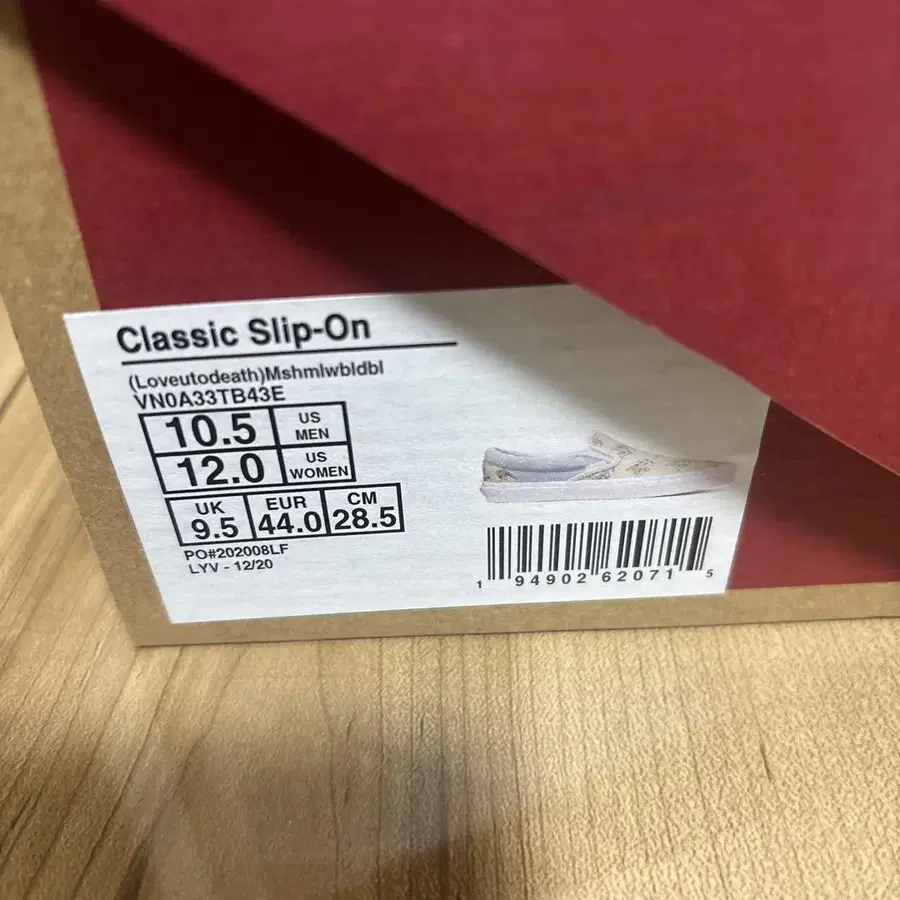 Classic Slip-On
(Loveutodeath)Mshmlwbldbl
VN0A33TB43E
10.5 US MEN
12.0 US WOMEN
UK 9.5 EUR 44.0 CM 28.5
PO#202008LF
LYV - 12/20
1 94902 62071 5